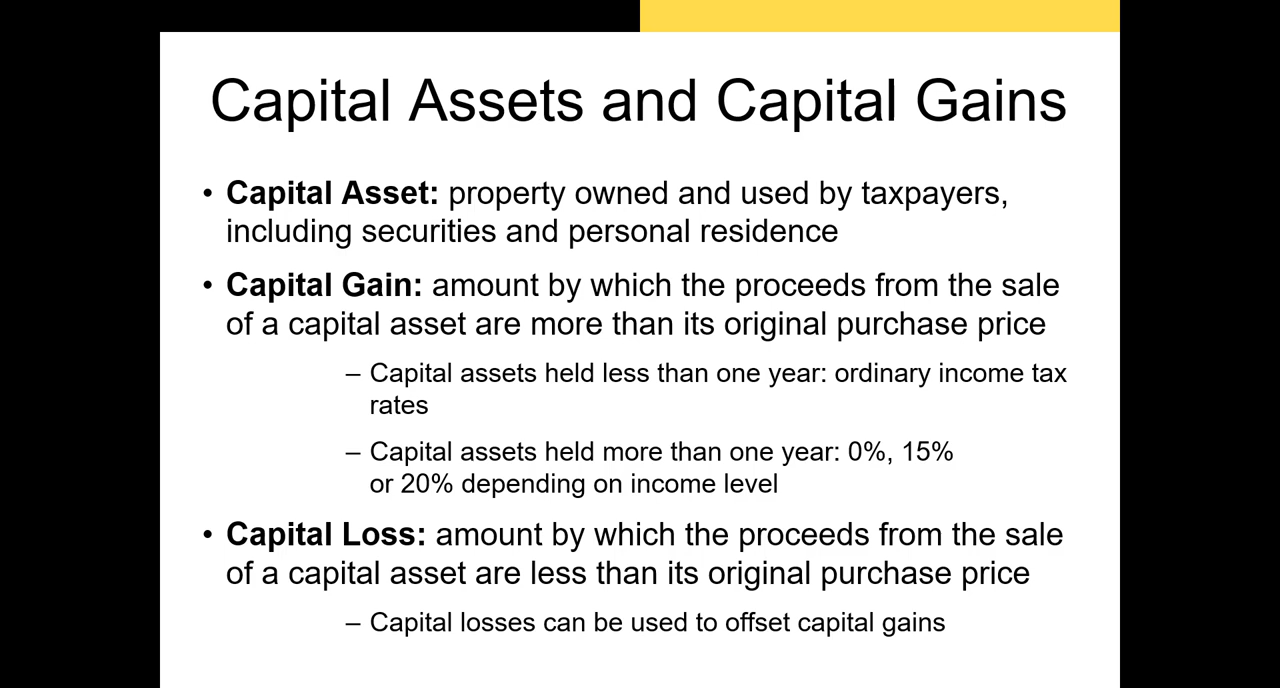 Capital Assets and Capital Gains
• Capital Asset: property owned and used by taxpayers,
including securities and personal residence
• Capital Gain: amount by which the proceeds from the sale
of a capital asset are more than its original purchase price
– Capital assets held less than one year: ordinary income tax
rates
– Capital assets held more than one year: 0%, 15%
or 20% depending on income level
• Capital Loss: amount by which the proceeds from the sale
of a capital asset are less than its original purchase price
– Capital losses can be used to offset capital gains